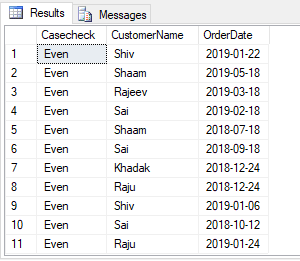 Results Messages
Casecheck CustomerName OrderDate
1 Even Shiv 2019-01-22
2 Even Shaam 2019-05-18
3 Even Rajeev 2019-03-18
4 Even Sai 2019-02-18
5 Even Shaam 2018-07-18
6 Even Sai 2018-09-18
7 Even Khadak 2018-12-24
8 Even Raju 2018-12-24
9 Even Shiv 2019-01-06
10 Even Sai 2018-10-12
11 Even Raju 2019-01-24